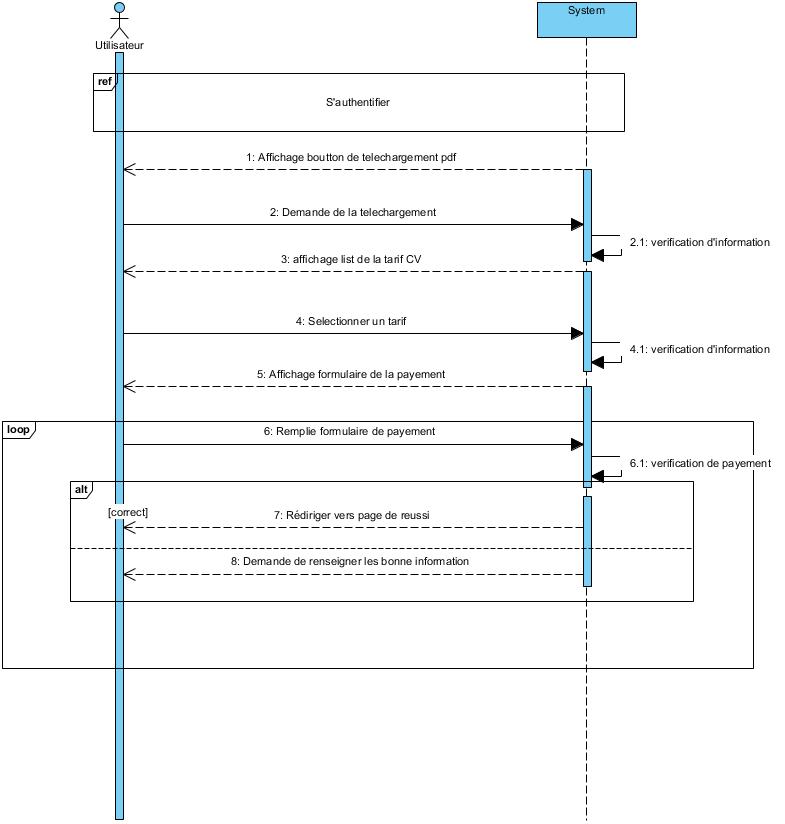 System
Utilisateur
ref
S'authentifier
1: Affichage boutton de telechargement pdf
2: Demande de la telechargement
2.1: verification d'information
3: affichage list de la tarif CV
4: Selectionner un tarif
4.1: verification d'information
5: Affichage formulaire de la payement
loop
6: Remplie formulaire de payement
6.1: verification de payement
alt
[correct]
7: Rédiriger vers page de reussi
8: Demande de renseigner les bonne information